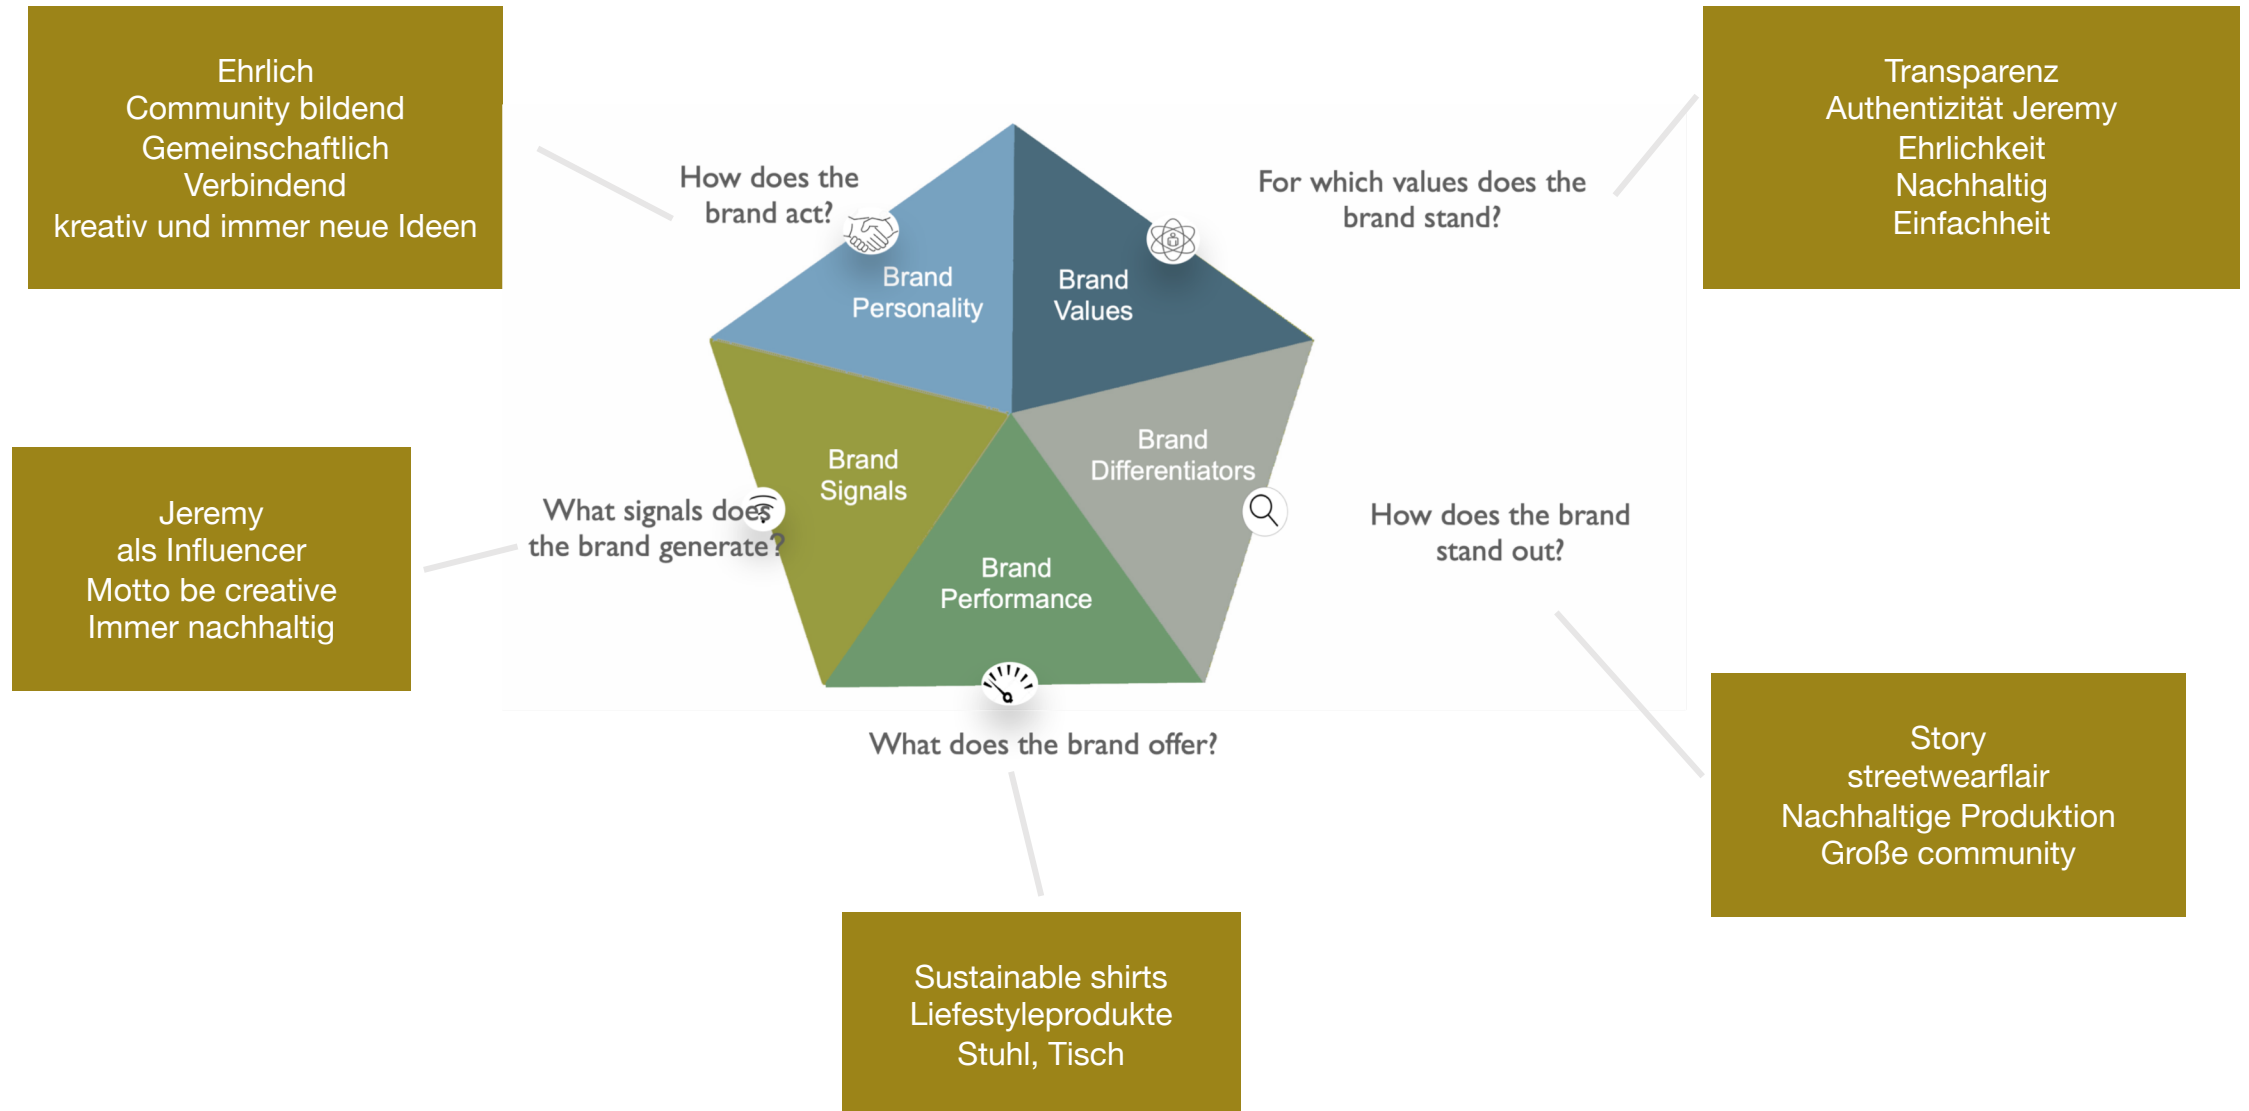 Ehrlich
Community bildend
Gemeinschaftlich
Verbindend
kreativ und immer neue Ideen
Transparenz
Authentizität Jeremy
Ehrlichkeit
Nachhaltig
Einfachheit
How does the
brand act?
For which values does the
brand stand?
Brand
Personality
Brand
Values
Brand
Signals
Brand
Differentiators
Brand
Performance
What signals does
the brand generate?
How does the brand
stand out?
What does the brand offer?
Jeremy
als Influencer
Motto be creative
Immer nachhaltig
Story
streetwearflair
Nachhaltige Produktion
Große community
Sustainable shirts
Liefestyleprodukte
Stuhl, Tisch